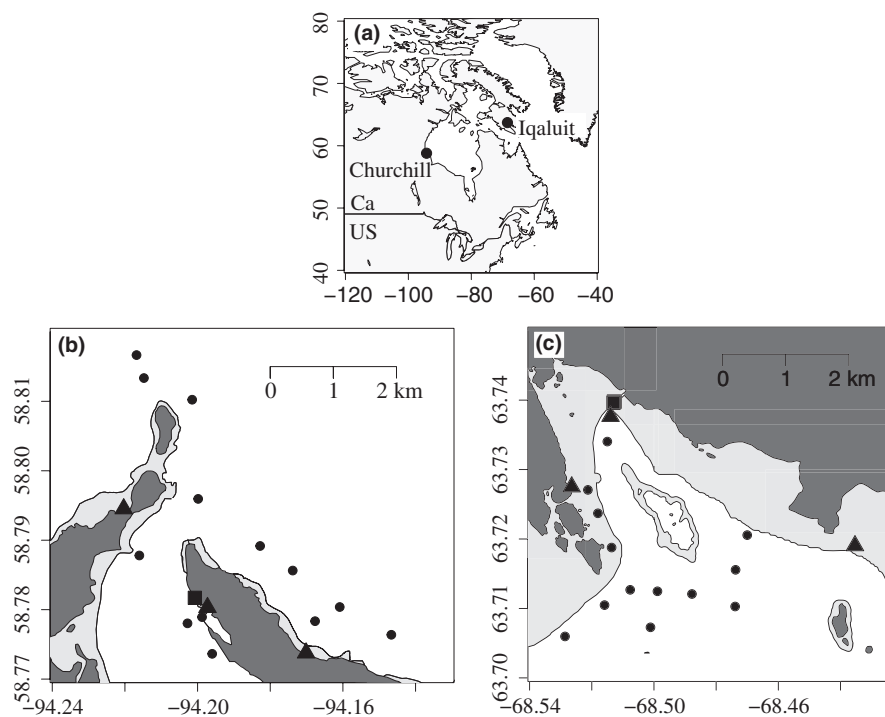 (a)
80
70
60
50
40
Iqaluit
Churchill
Ca
US
−120 −100 −80 −60 −40
(b)
0 1 2 km
58.81
58.80
58.79
58.78
58.77
−94.24 −94.20 −94.16
(c)
0 1 2 km
63.74
63.73
63.72
63.71
63.70
−68.54 −68.50 −68.46